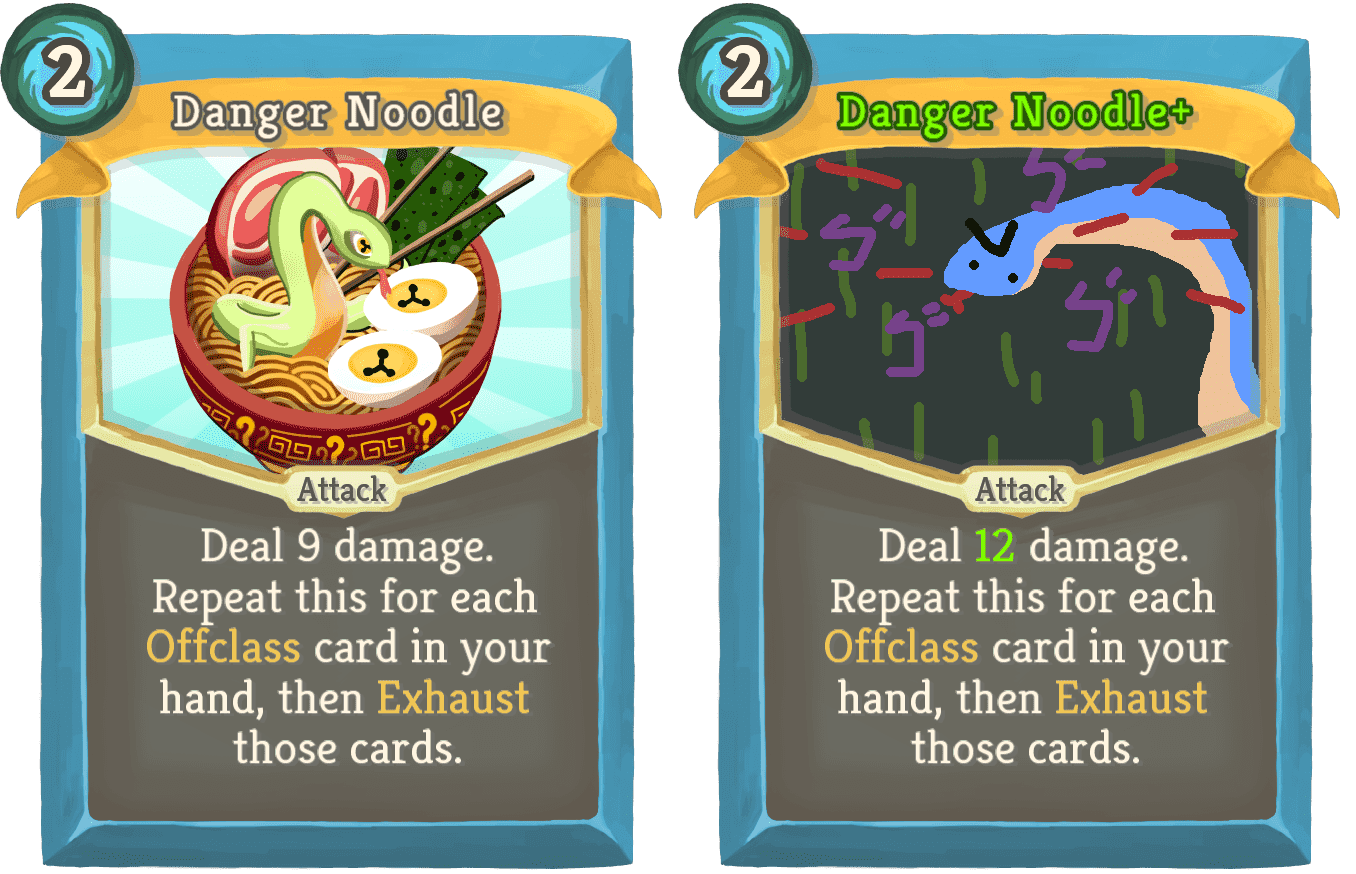 2
Danger Noodle
Attack
Deal 9 damage.
Repeat this for each
Offclass card in your
hand, then Exhaust
those cards.
2
Danger Noodle+
Attack
Deal 12 damage.
Repeat this for each
Offclass card in your
hand, then Exhaust
those cards.